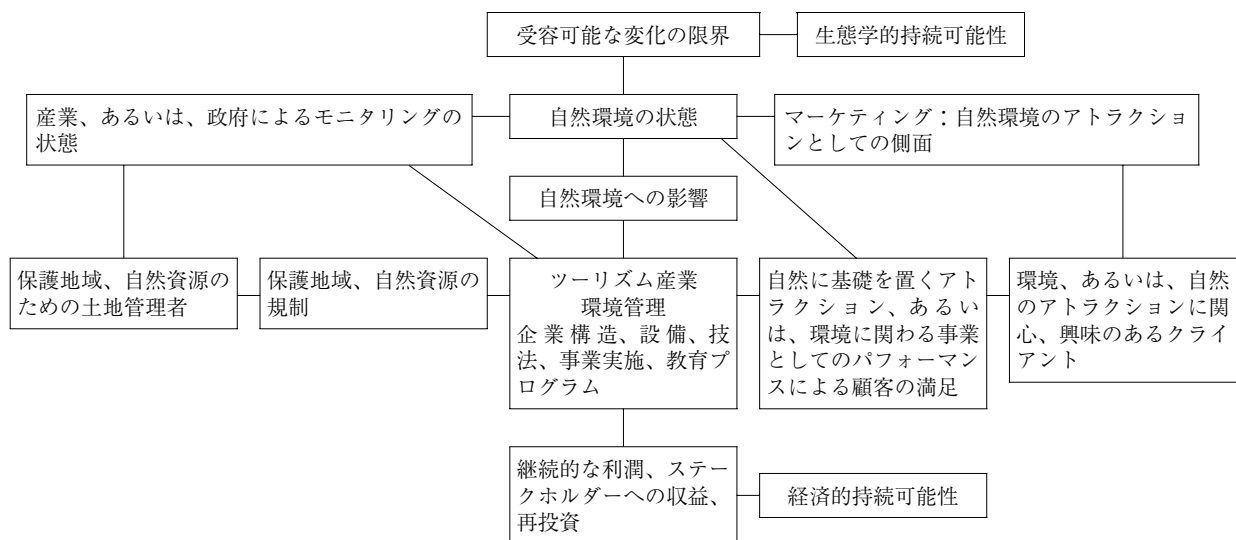 受容可能な変化の限界
生態学的持続可能性
産業、あるいは、政府によるモニタリングの
状態
自然環境の状態
マーケティング：自然環境のアトラクショ
ンとしての側面
自然環境への影響
保護地域、自然資源の
ための土地管理者
保護地域、自然資源の
規制
ツーリズム産業
環境管理
企業構造、設備、技
法、事業実施、教育プ
ログラム
自然に基礎を置くアト
ラクション、あるい
は、環境に関わる事業
としてのパフォーマン
スによる顧客の満足
環境、あるいは、自然
のアトラクションに関
心、興味のあるクライ
アント
継続的な利潤、ステー
クホルダーへの収益、
再投資
経済的持続可能性